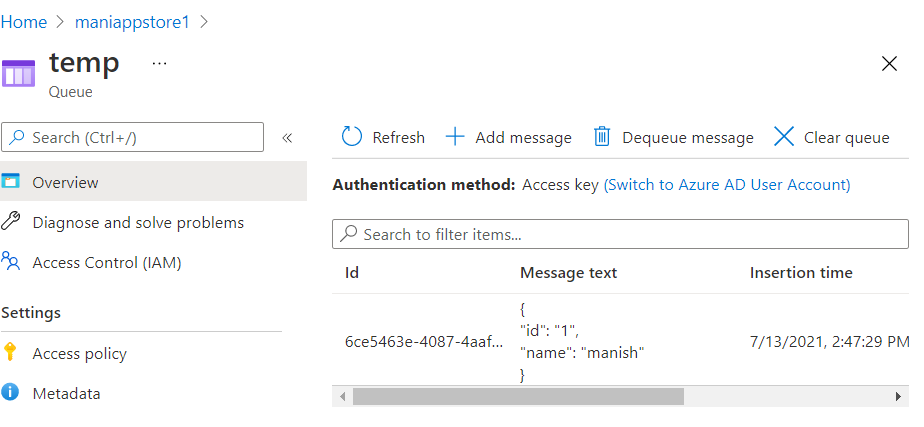 Home > maniappstore1 >
temp ...
Queue
Search (Ctrl+/) «
Overview
Diagnose and solve problems
Access Control (IAM)
Settings
Access policy
Metadata
Refresh Add message Dequeue message Clear queue
Authentication method: Access key (Switch to Azure AD User Account)
Search to filter items...
Id Message text Insertion time
{
"id": "1",
6ce5463e-4087-4aaf... 7/13/2021, 2:47:29 PM
"name": "manish"
}